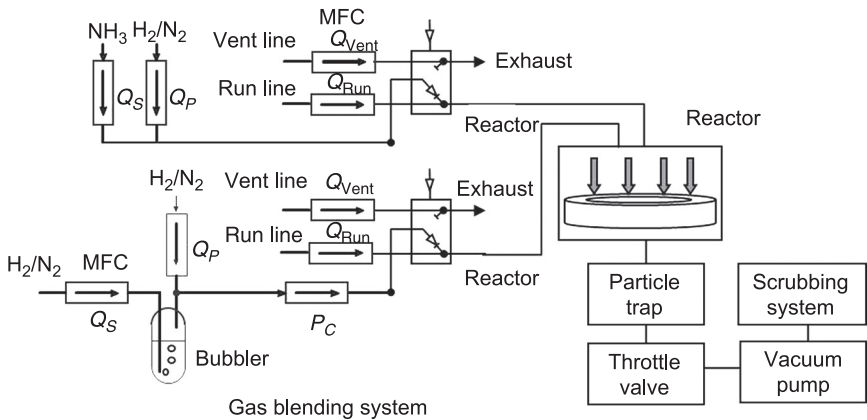 NH3 H2/N2
MFC
Vent line QVent
Exhaust
QS QP
Run line QRun
Reactor
Reactor
H2/N2
Vent line QVent
Exhaust
QP
Run line QRun
H2/N2 MFC
Reactor
QS
PC
Bubbler
Particle
trap
Scrubbing
system
Throttle
valve
Vacuum
pump
Gas blending system